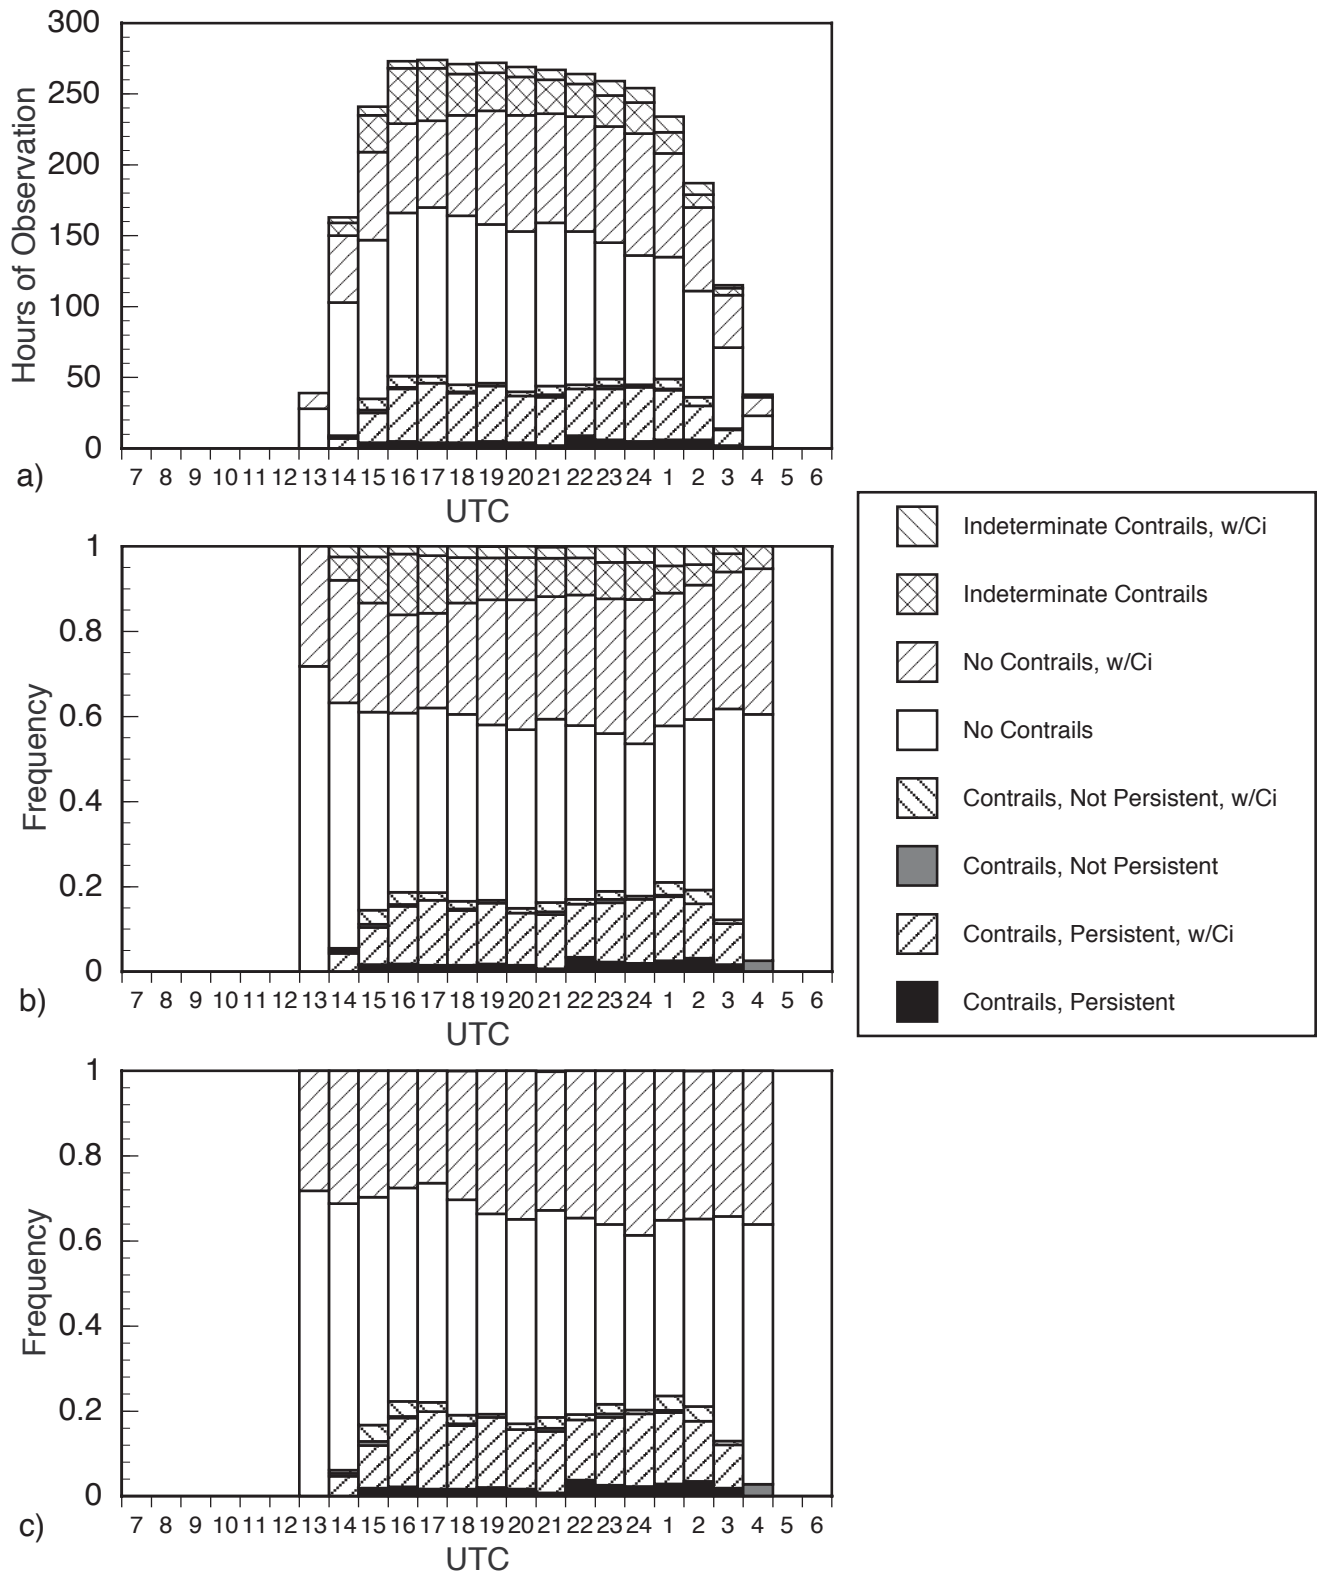 300
250
200
150
100
50
0
Hours of Observation
7 8 9 10 11 12 13 14 15 16 17 18 19 20 21 22 23 24 1 2 3 4 5 6
a)
UTC
1
0.8
0.6
0.4
0.2
0
Frequency
7 8 9 10 11 12 13 14 15 16 17 18 19 20 21 22 23 24 1 2 3 4 5 6
b)
UTC
Indeterminate Contrails, w/Ci
Indeterminate Contrails
No Contrails, w/Ci
No Contrails
Contrails, Not Persistent, w/Ci
Contrails, Not Persistent
Contrails, Persistent, w/Ci
Contrails, Persistent
1
0.8
0.6
0.4
0.2
0
Frequency
7 8 9 10 11 12 13 14 15 16 17 18 19 20 21 22 23 24 1 2 3 4 5 6
c)
UTC